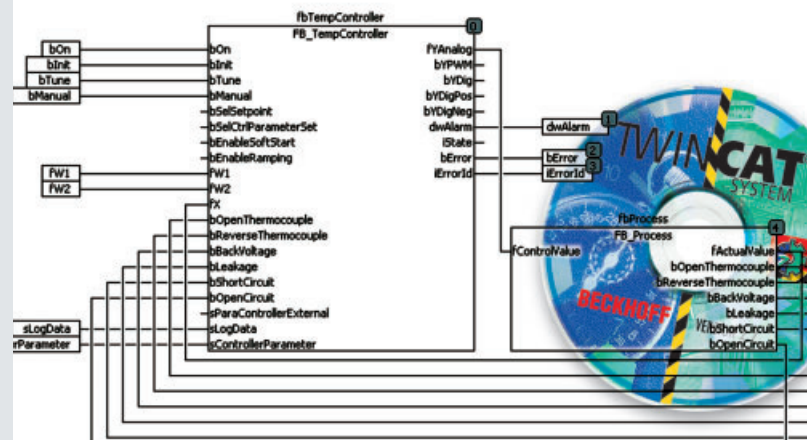 fbTempController
0
FB_TempController
bOn
bInit
bTune
bManual
fW1
fW2
sLogData
rParameter
bOn
bInit
bTune
bManual
bSelSetpoint
bSelCtrlParameterSet
bEnableSoftStart
bEnableRamping
fW1
fW2
fX
bOpenThermocouple
bReverseThermocouple
bBackVoltage
bLeakage
bShortCircuit
bOpenCircuit
sParaControllerExternal
sLogData
sControllerParameter
fYAnalog
bYPWM
bYDig
bYDigPos
bYDigNeg
dwAlarm
iState
bError
iErrorId
dwAlarm
1
bError
2
iErrorId
3
TWINCAT
SYSTEM
BECKHOFF
fbProcess
4
FB_Process
fControlValue
fActualValue
bOpenThermocouple
bReverseThermocouple
bBackVoltage
bLeakage
bShortCircuit
bOpenCircuit